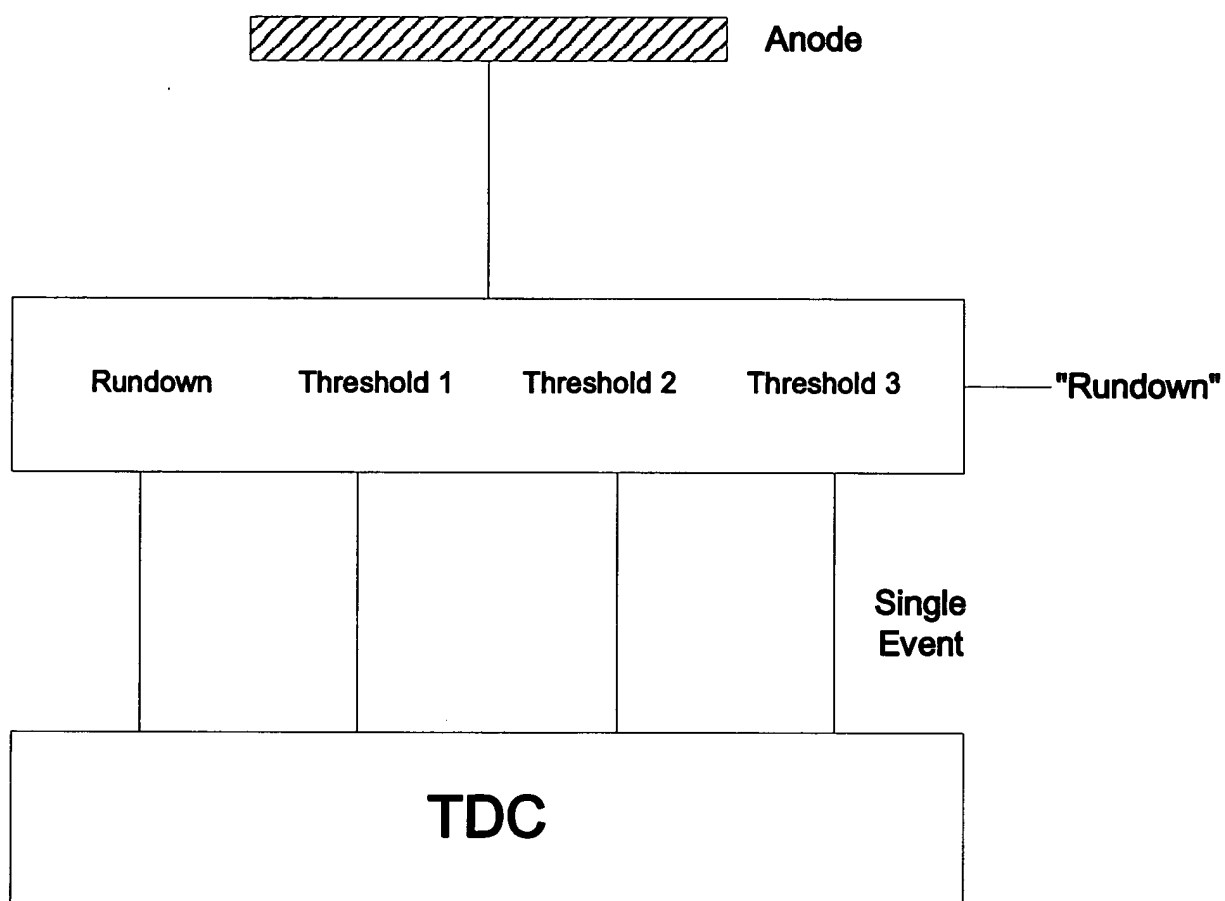 Anode
Rundown Threshold 1 Threshold 2 Threshold 3 "Rundown"
Single
Event
TDC